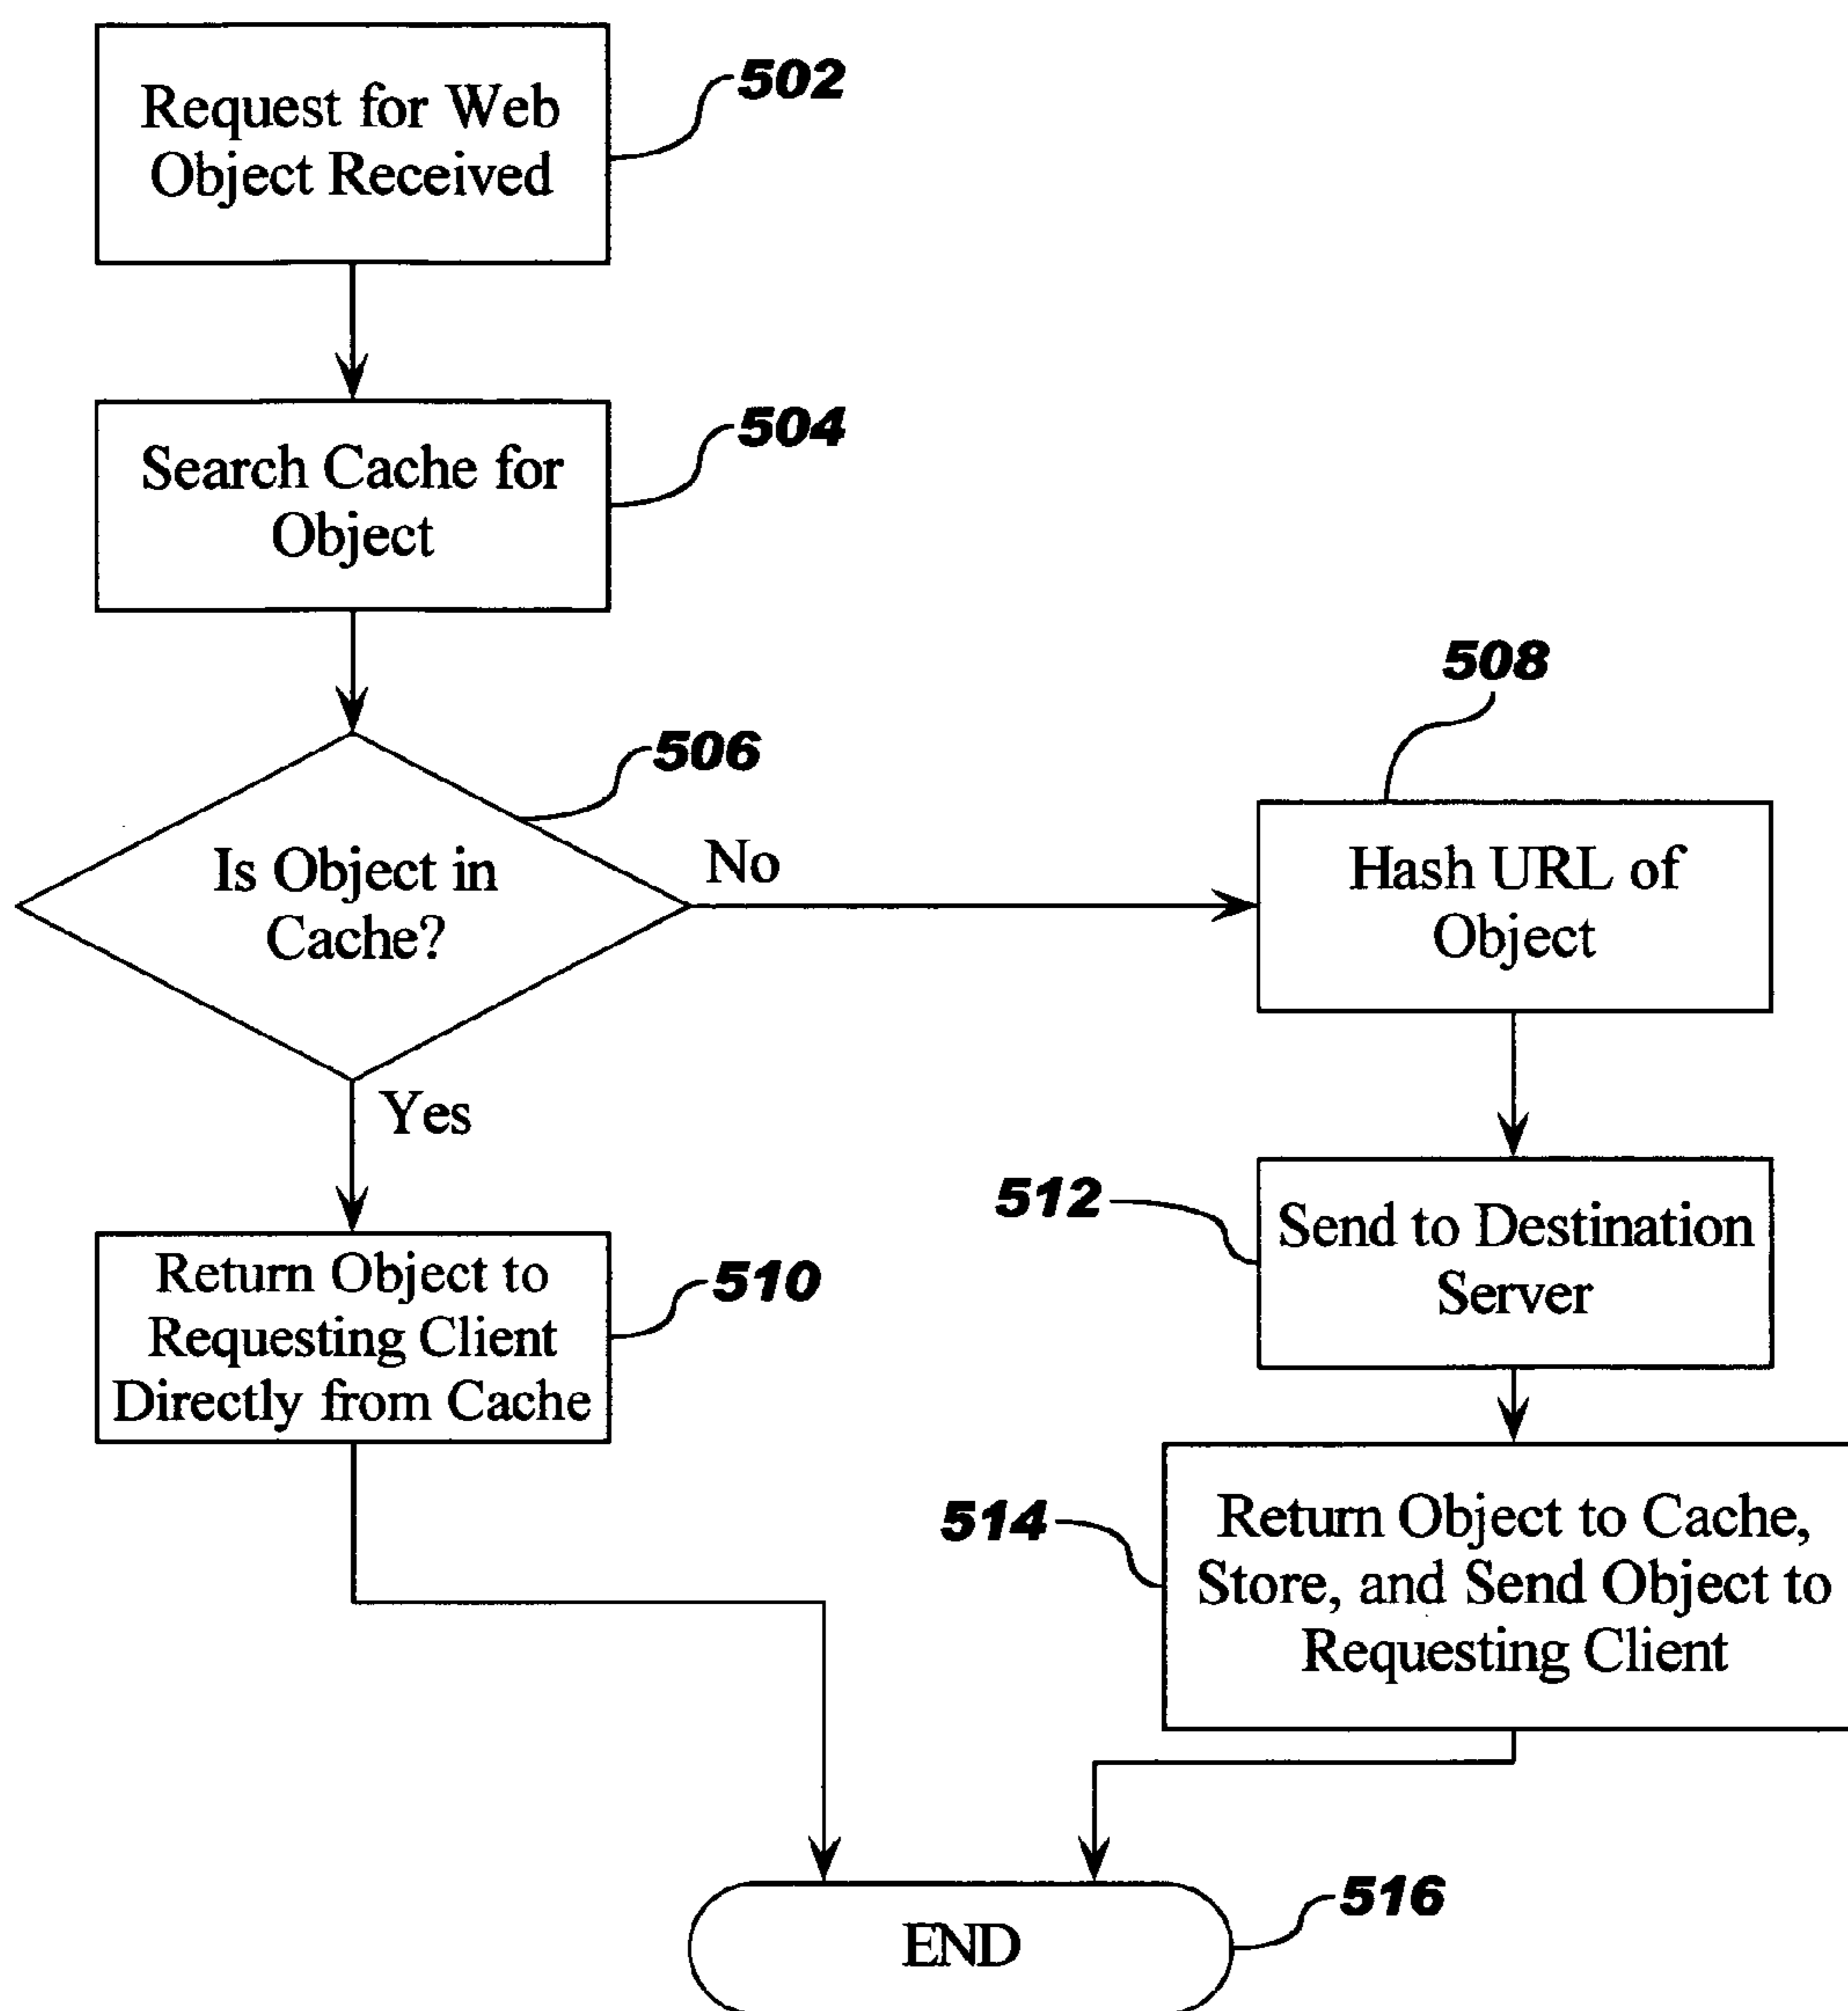 Request for Web
Object Received
502
Search Cache for
Object
504
506
Is Object in
Cache?
No
Yes
508
Hash URL of
Object
512
Send to Destination
Server
Return Object to
Requesting Client
Directly from Cache
510
514
Return Object to Cache,
Store, and Send Object to
Requesting Client
END
516